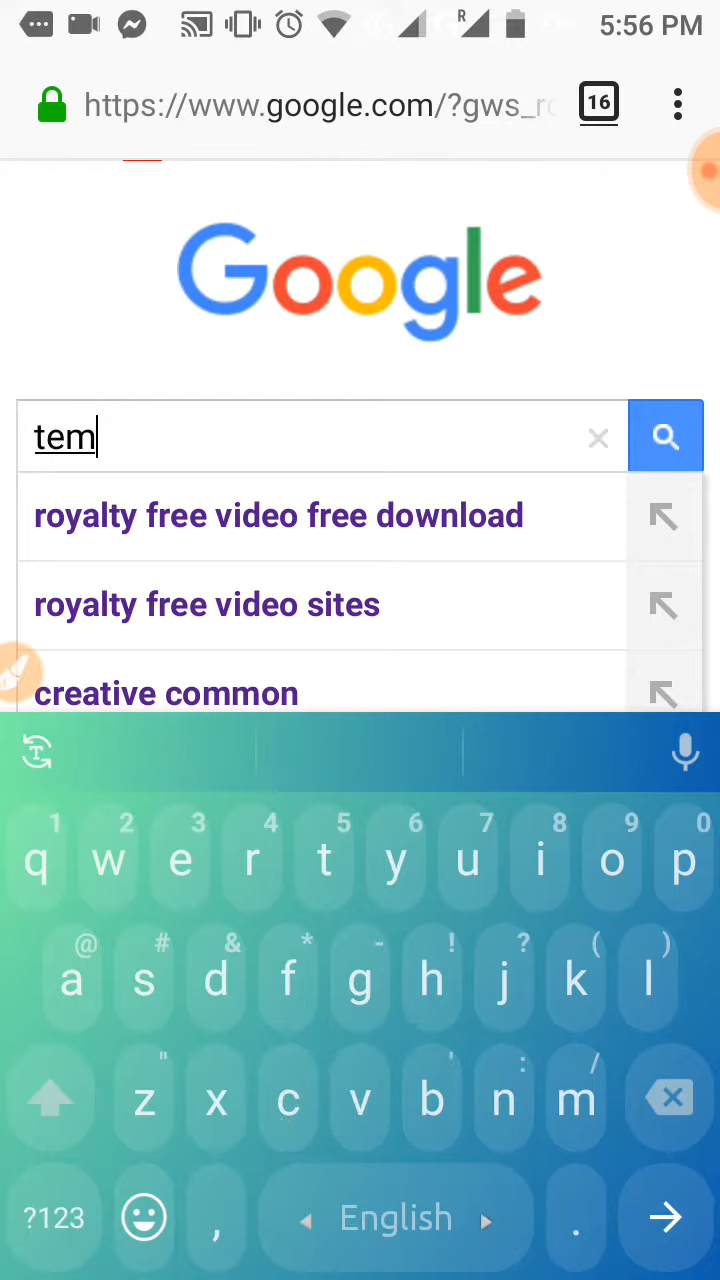 5:56 PM
R
https://www.google.com/?gws_r
16
Google
tem
royalty free video free download
royalty free video sites
creative common
1 2 3 4 5 6 7 8 9 0
q w e r t y u i o p
@ # & * - ! ? ( )
a s d f g h j k l
" ' : /
z x c v b n m
?123 , English .